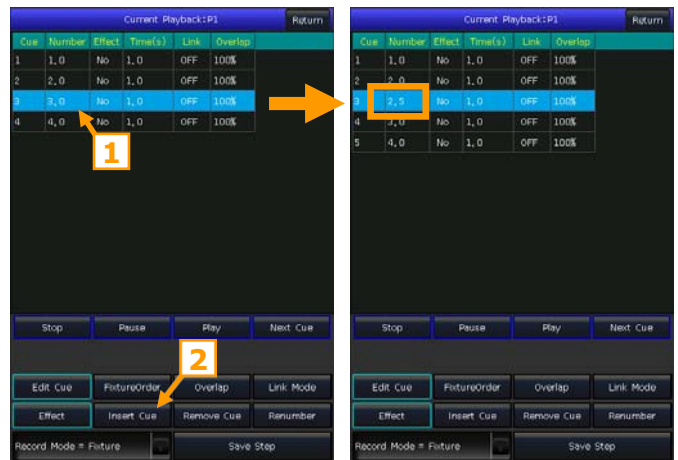 Current Playback:P1 Return
Cue Number Effect Time(s) Link Overlap
1 1.0 No 1.0 OFF 100%
2 2.0 No 1.0 OFF 100%
3 3.0 No 1.0 OFF 100%
4 4.0 No 1.0 OFF 100%
1
Stop Pause Play Next Cue
2
Edit Cue FixtureOrder Overlap Link Mode
Effect Insert Cue Remove Cue Renumber
Record Mode = Fixture Save Step
Current Playback:P1 Return
Cue Number Effect Time(s) Link Overlap
1 1.0 No 1.0 OFF 100%
2 2.0 No 1.0 OFF 100%
3 2.5 No 1.0 OFF 100%
4 3.0 No 1.0 OFF 100%
5 4.0 No 1.0 OFF 100%
Stop Pause Play Next Cue
Edit Cue FixtureOrder Overlap Link Mode
Effect Insert Cue Remove Cue Renumber
Record Mode = Fixture Save Step